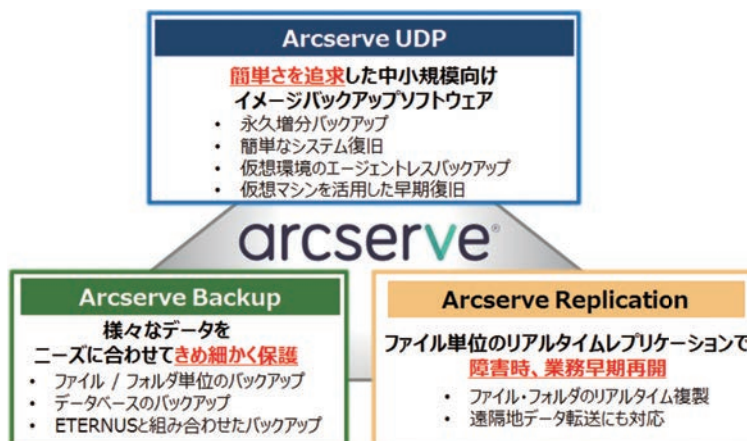 Arcserve UDP
簡単さを追求した中小規模向け
イメージバックアップソフトウェア
• 永久増分バックアップ
• 簡単なシステム復旧
• 仮想環境のエージェントレスバックアップ
• 仮想マシンを活用した早期復旧
arcserve®
Arcserve Backup
様々なデータを
ニーズに合わせてきめ細かく保護
• ファイル / フォルダ単位のバックアップ
• データベースのバックアップ
• ETERNUSと組み合わせたバックアップ
Arcserve Replication
ファイル単位のリアルタイムレプリケーションで
障害時、業務早期再開
• ファイル・フォルダのリアルタイム複製
• 遠隔地データ転送にも対応